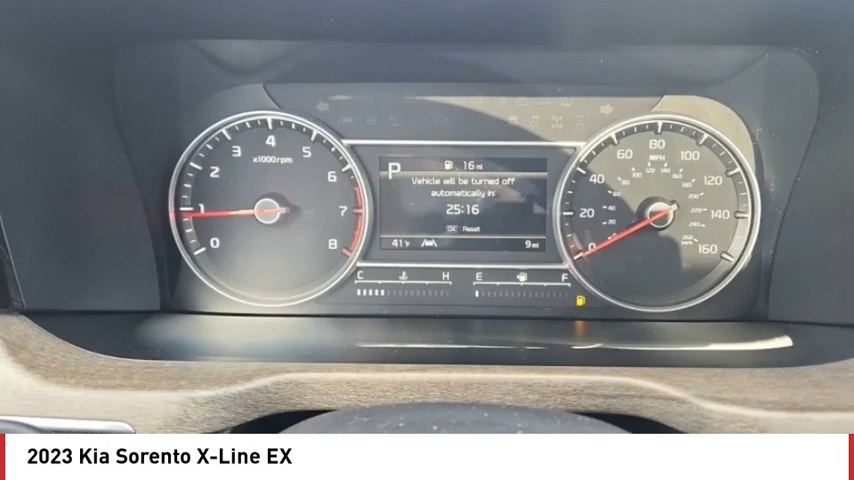 16 mi
P
Vehicle will be turned off
automatically in
25:16
OK Reset
41°F
9 mi
x1000rpm
0 1 2 3 4 5 6 7 8
MPH
0 20 40 60 80 100 120 140 160
km/h
C H
E F
2023 Kia Sorento X-Line EX